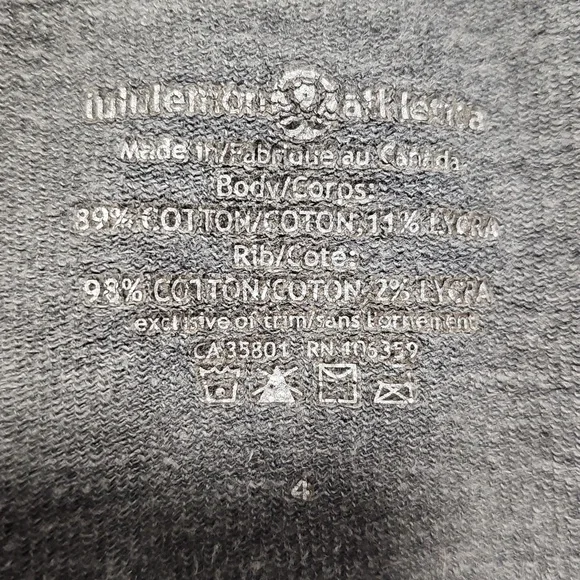 lululemon athletica
Made in/Fabrique au Canada
Body/Corps:
89% COTTON/COTON, 11% LYCRA
Rib/Cote:
98% COTTON/COTON, 2% LYCRA
exclusive of trim/sans l'ornement
CA 35801 RN 106359
4